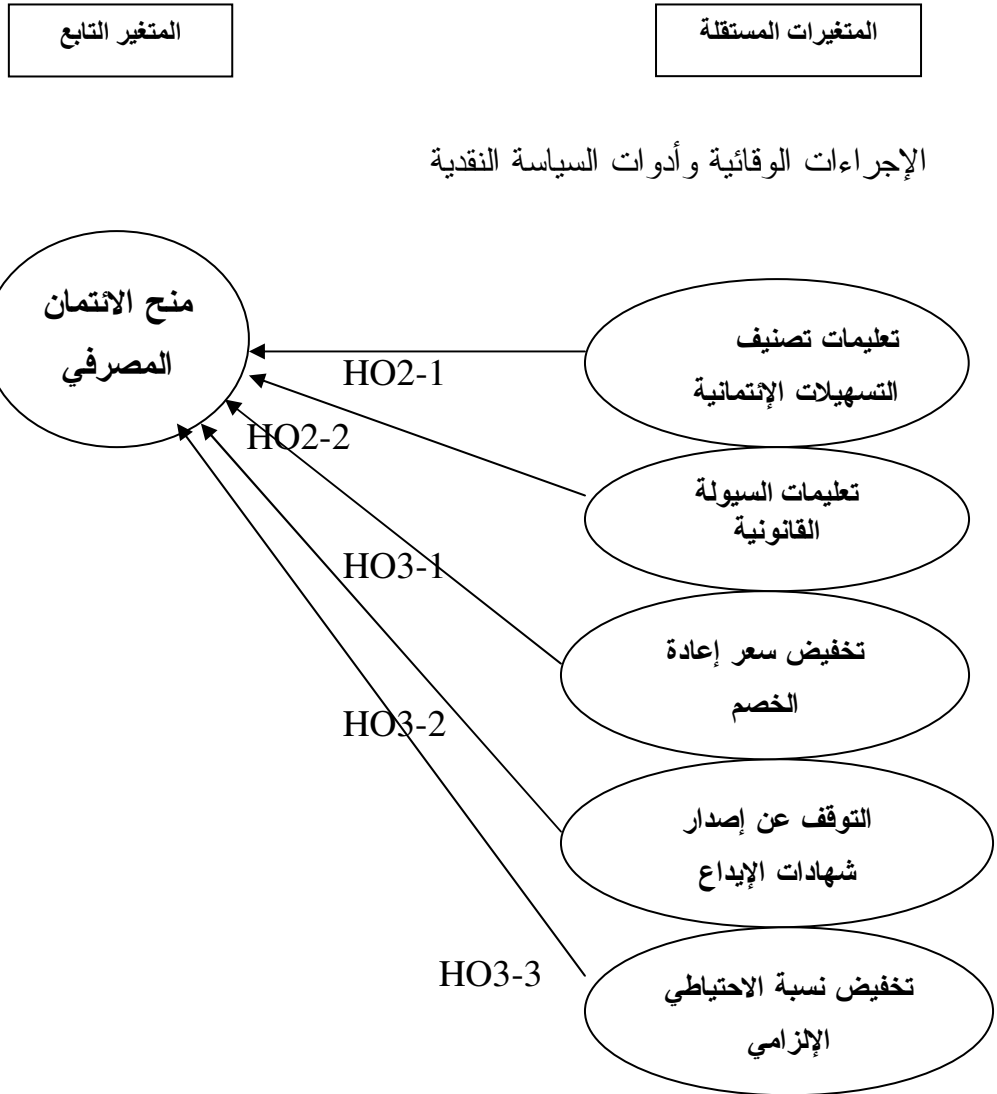 المتغيرات المستقلة
المتغير التابع
الإجراءات الوقائية وأدوات السياسة النقدية
منح الائتمان
المصرفي
تعليمات تصنيف
التسهيلات الإئتمانية
HO2-1
HO2-2
تعليمات السيولة
القانونية
HO3-1
تخفيض سعر إعادة
الخصم
HO3-2
التوقف عن إصدار
شهادات الإيداع
HO3-3
تخفيض نسبة الاحتياطي
الإلزامي